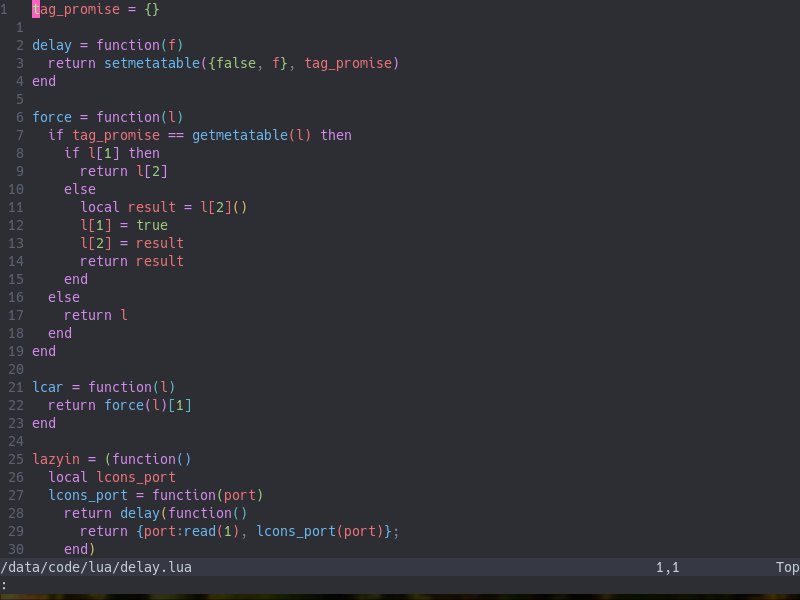 1   tag_promise = {}
  1
  2 delay = function(f)
  3   return setmetatable({false, f}, tag_promise)
  4 end
  5
  6 force = function(l)
  7   if tag_promise == getmetatable(l) then
  8     if l[1] then
  9       return l[2]
 10     else
 11       local result = l[2]()
 12       l[1] = true
 13       l[2] = result
 14       return result
 15     end
 16   else
 17     return l
 18   end
 19 end
 20
 21 lcar = function(l)
 22   return force(l)[1]
 23 end
 24
 25 lazyin = (function()
 26   local lcons_port
 27   lcons_port = function(port)
 28     return delay(function()
 29       return {port:read(1), lcons_port(port)};
 30     end)
/data/code/lua/delay.lua 1,1 Top
: